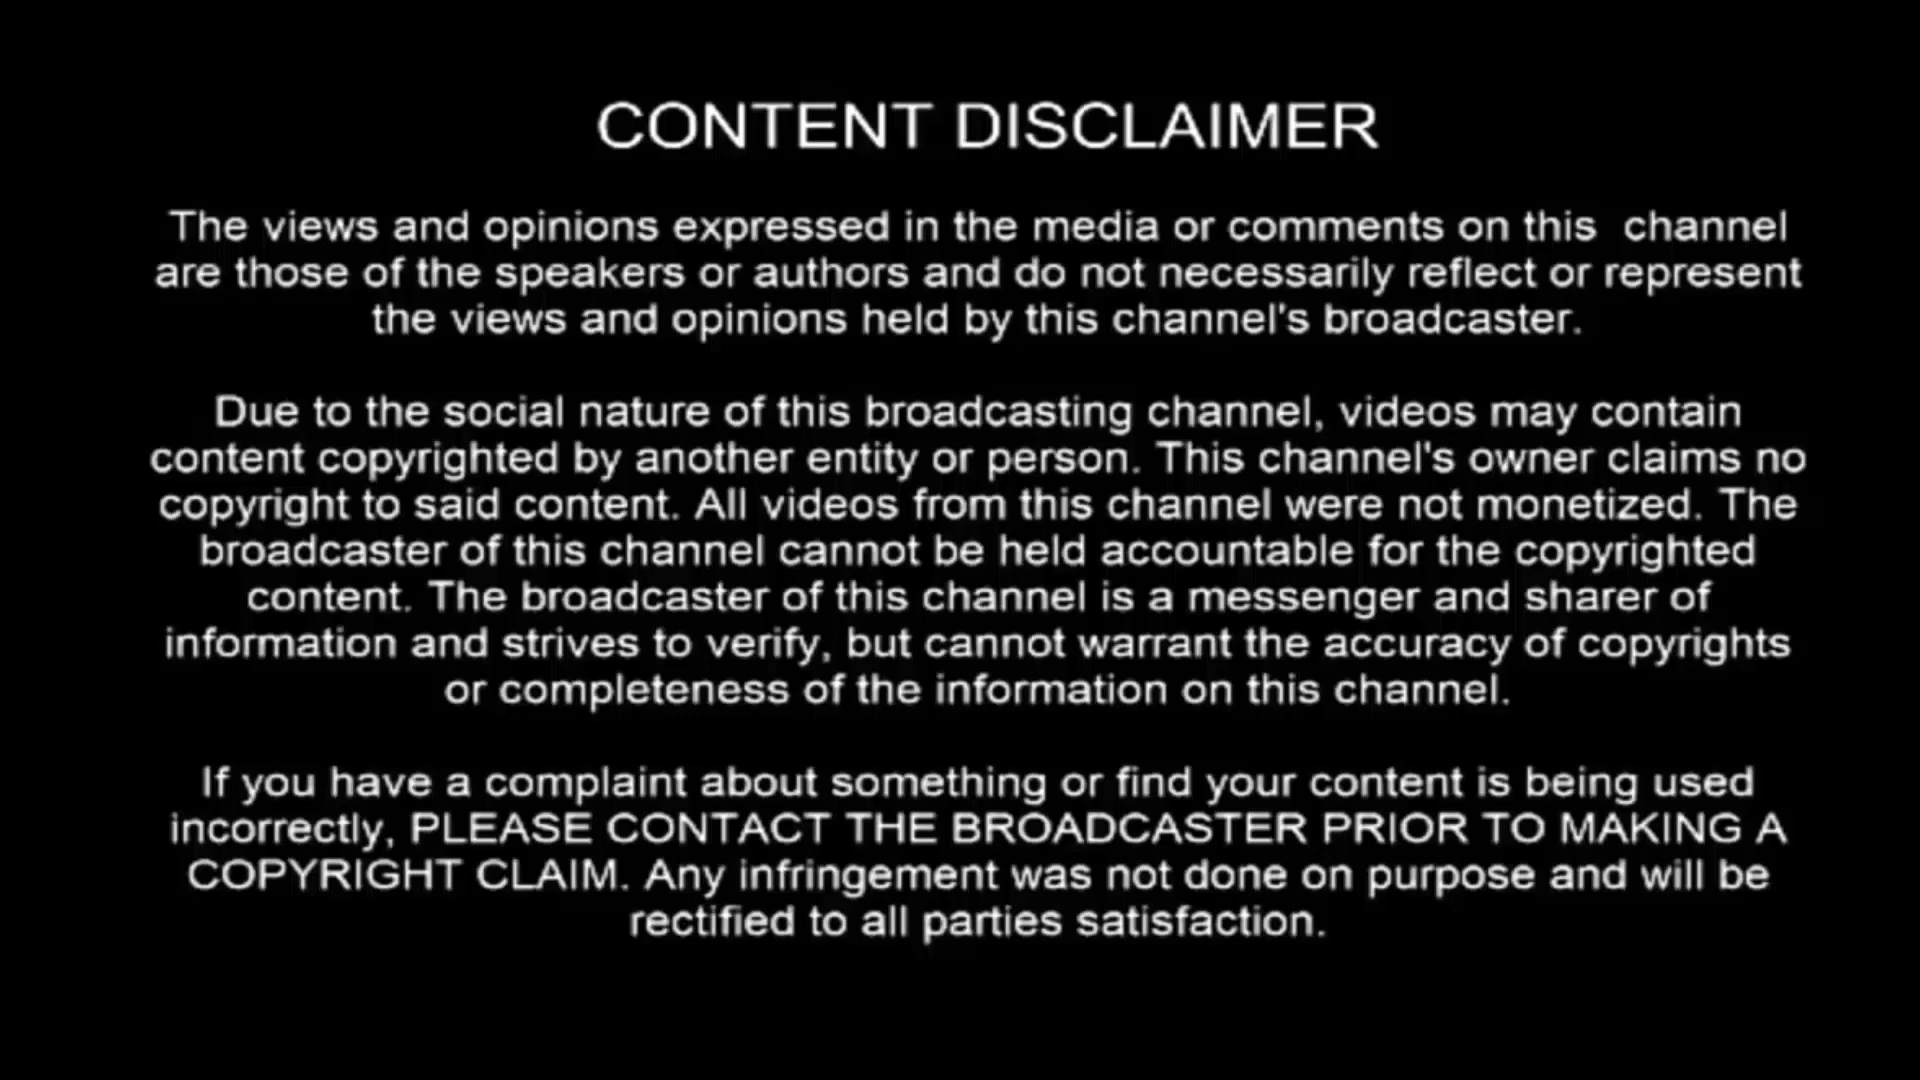 CONTENT DISCLAIMER
The views and opinions expressed in the media or comments on this channel
are those of the speakers or authors and do not necessarily reflect or represent
the views and opinions held by this channel's broadcaster.
Due to the social nature of this broadcasting channel, videos may contain
content copyrighted by another entity or person. This channel's owner claims no
copyright to said content. All videos from this channel were not monetized. The
broadcaster of this channel cannot be held accountable for the copyrighted
content. The broadcaster of this channel is a messenger and sharer of
information and strives to verify, but cannot warrant the accuracy of copyrights
or completeness of the information on this channel.
If you have a complaint about something or find your content is being used
incorrectly, PLEASE CONTACT THE BROADCASTER PRIOR TO MAKING A
COPYRIGHT CLAIM. Any infringement was not done on purpose and will be
rectified to all parties satisfaction.